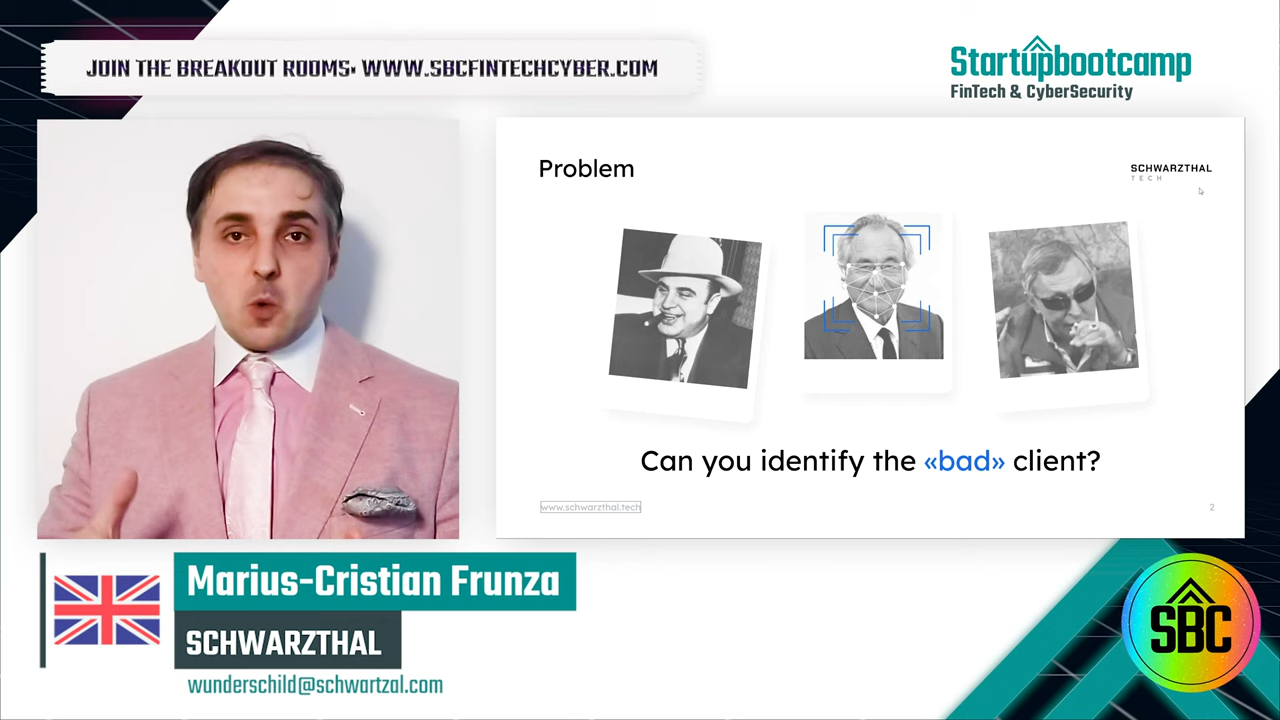 JOIN THE BREAKOUT ROOMS: WWW.SBCFINTECHCYBER.COM
Startupbootcamp
FinTech & CyberSecurity
Problem
SCHWARZTHAL
TECH
Can you identify the «bad» client?
www.schwarzthal.tech
2
Marius-Cristian Frunza
SCHWARZTHAL
wunderschild@schwartzal.com
SBC